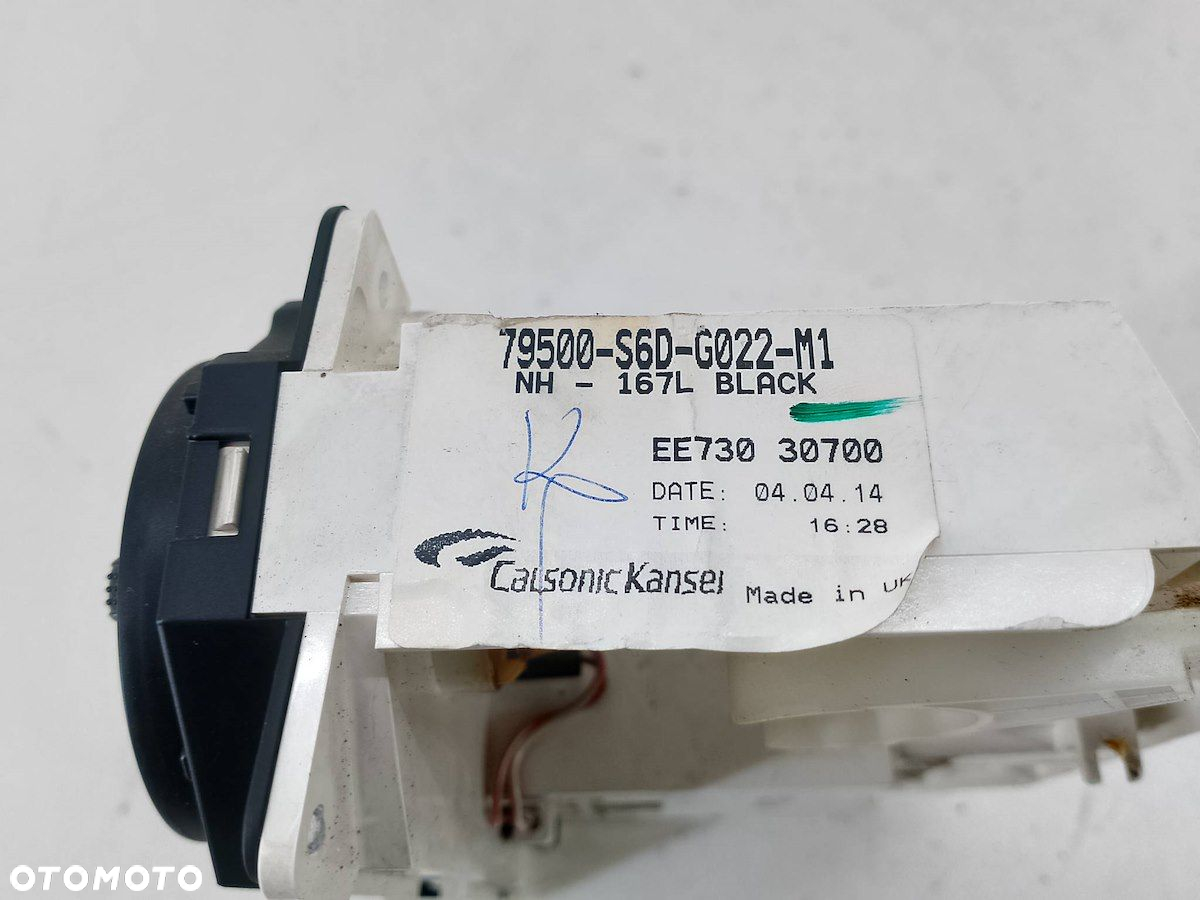 79500-S6D-G022-M1
NH - 167L BLACK
EE730 30700
DATE: 04.04.14
TIME: 16:28
CalsonicKansei
Made in UK
OTOMOTO